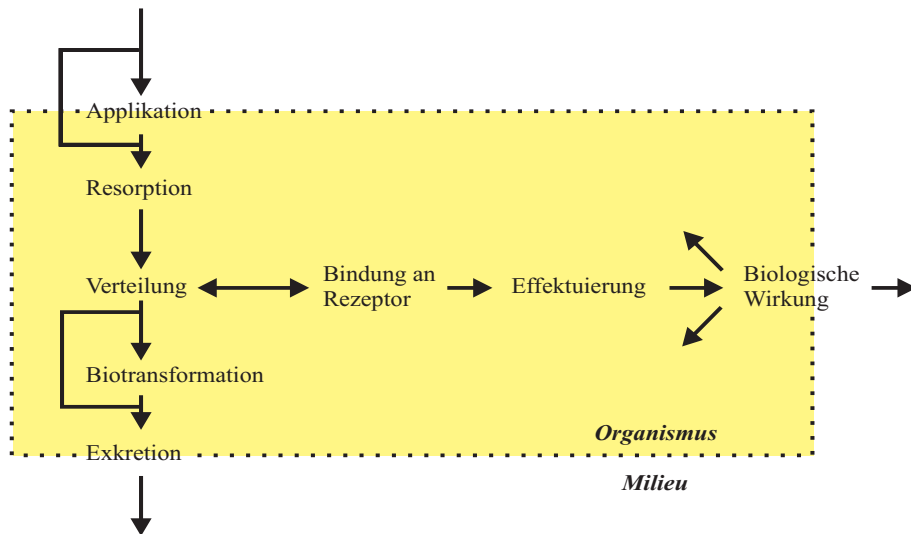 Applikation
Resorption
Verteilung
Bindung an
Rezeptor
Effektuierung
Biologische
Wirkung
Biotransformation
Organismus
Exkretion
Milieu